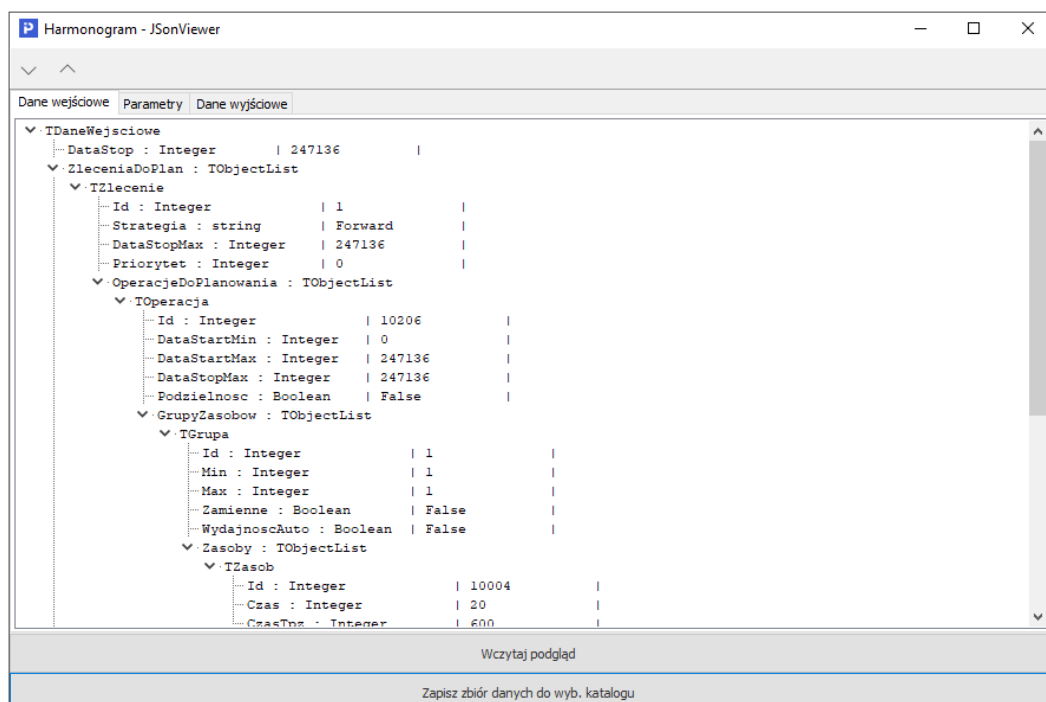 Harmonogram - JSonViewer
Dane wejściowe Parametry Dane wyjściowe
TDaneWejsciowe
DataStop : Integer | 247136 |
ZleceniaDoPlan : TObjectList
TZlecenie
Id : Integer | 1 |
Strategia : string | Forward |
DataStopMax : Integer | 247136 |
Priorytet : Integer | 0 |
OperacjeDoPlanowania : TObjectList
TOperacja
Id : Integer | 10206 |
DataStartMin : Integer | 0 |
DataStartMax : Integer | 247136 |
DataStopMax : Integer | 247136 |
Podzielnosc : Boolean | False |
GrupyZasobow : TObjectList
TGrupa
Id : Integer | 1 |
Min : Integer | 1 |
Max : Integer | 1 |
Zamienne : Boolean | False |
WydajnoscAuto : Boolean | False |
Zasoby : TObjectList
TZasob
Id : Integer | 10004 |
Czas : Integer | 20 |
CzasTpz : Integer | 600 |
Wczytaj podgląd
Zapisz zbiór danych do wyb. katalogu